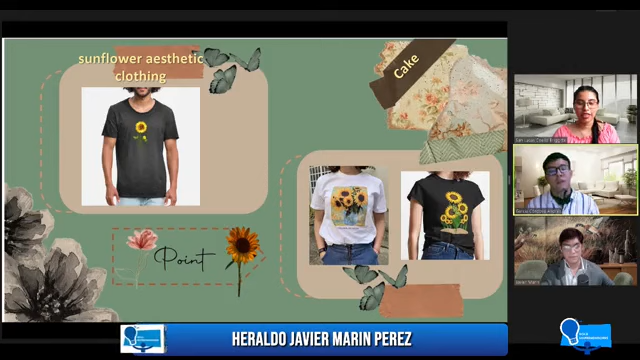 sunflower aesthetic
clothing
Cake
Point
HERALDO JAVIER MARIN PEREZ